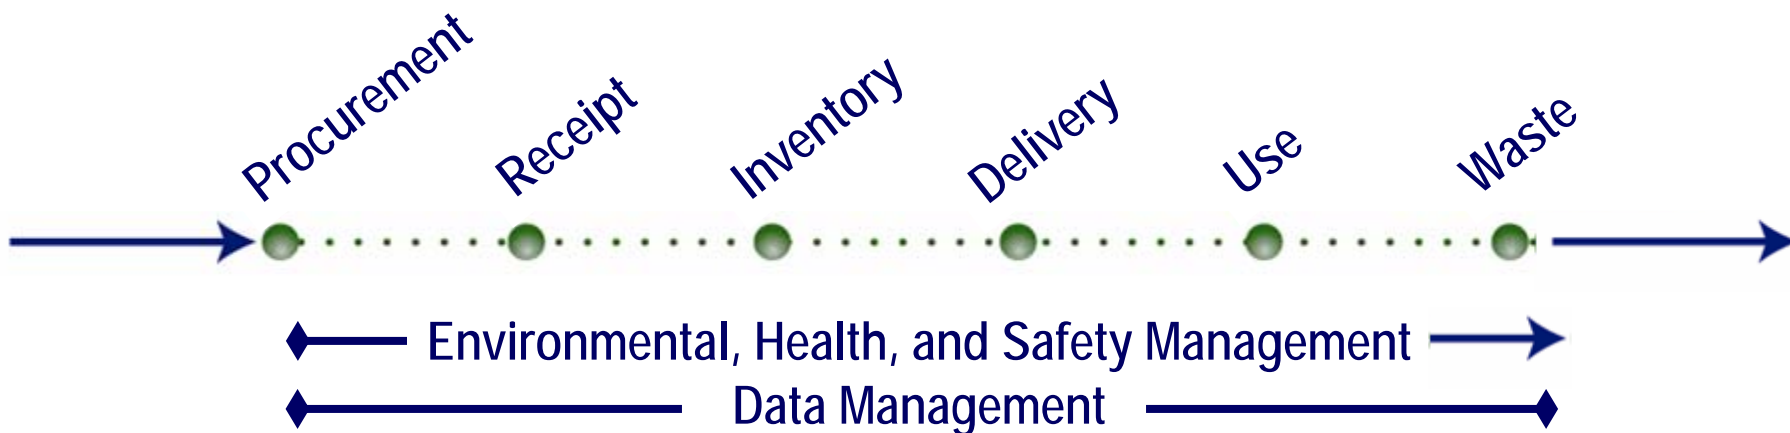 Procurement
Receipt
Inventory
Delivery
Use
Waste
Environmental, Health, and Safety Management
Data Management